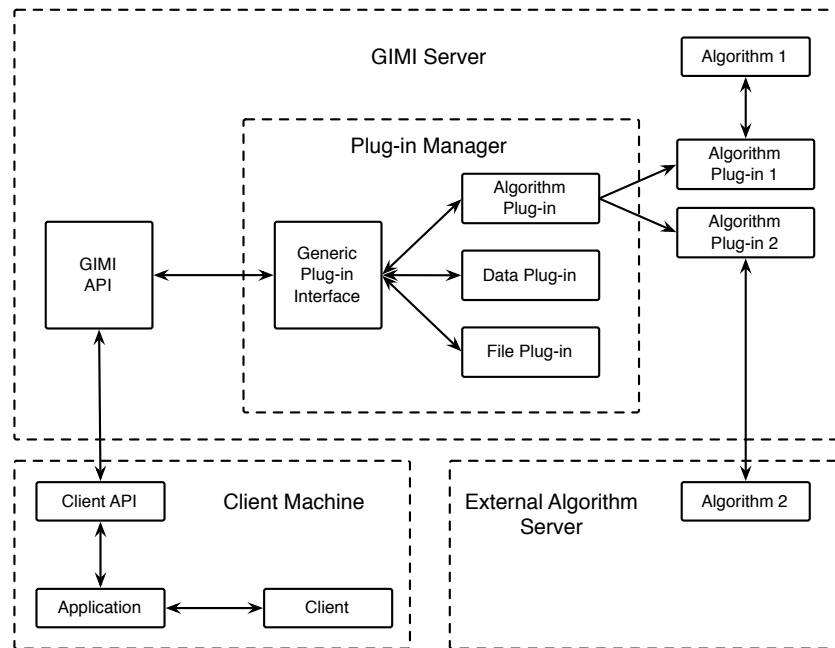 GIMI Server
Algorithm 1
Plug-in Manager
Algorithm
Plug-in 1
Algorithm
Plug-in
Algorithm
Plug-in 2
GIMI
API
Generic
Plug-in
Interface
Data Plug-in
File Plug-in
Client API
Client Machine
External Algorithm
Server
Algorithm 2
Application
Client